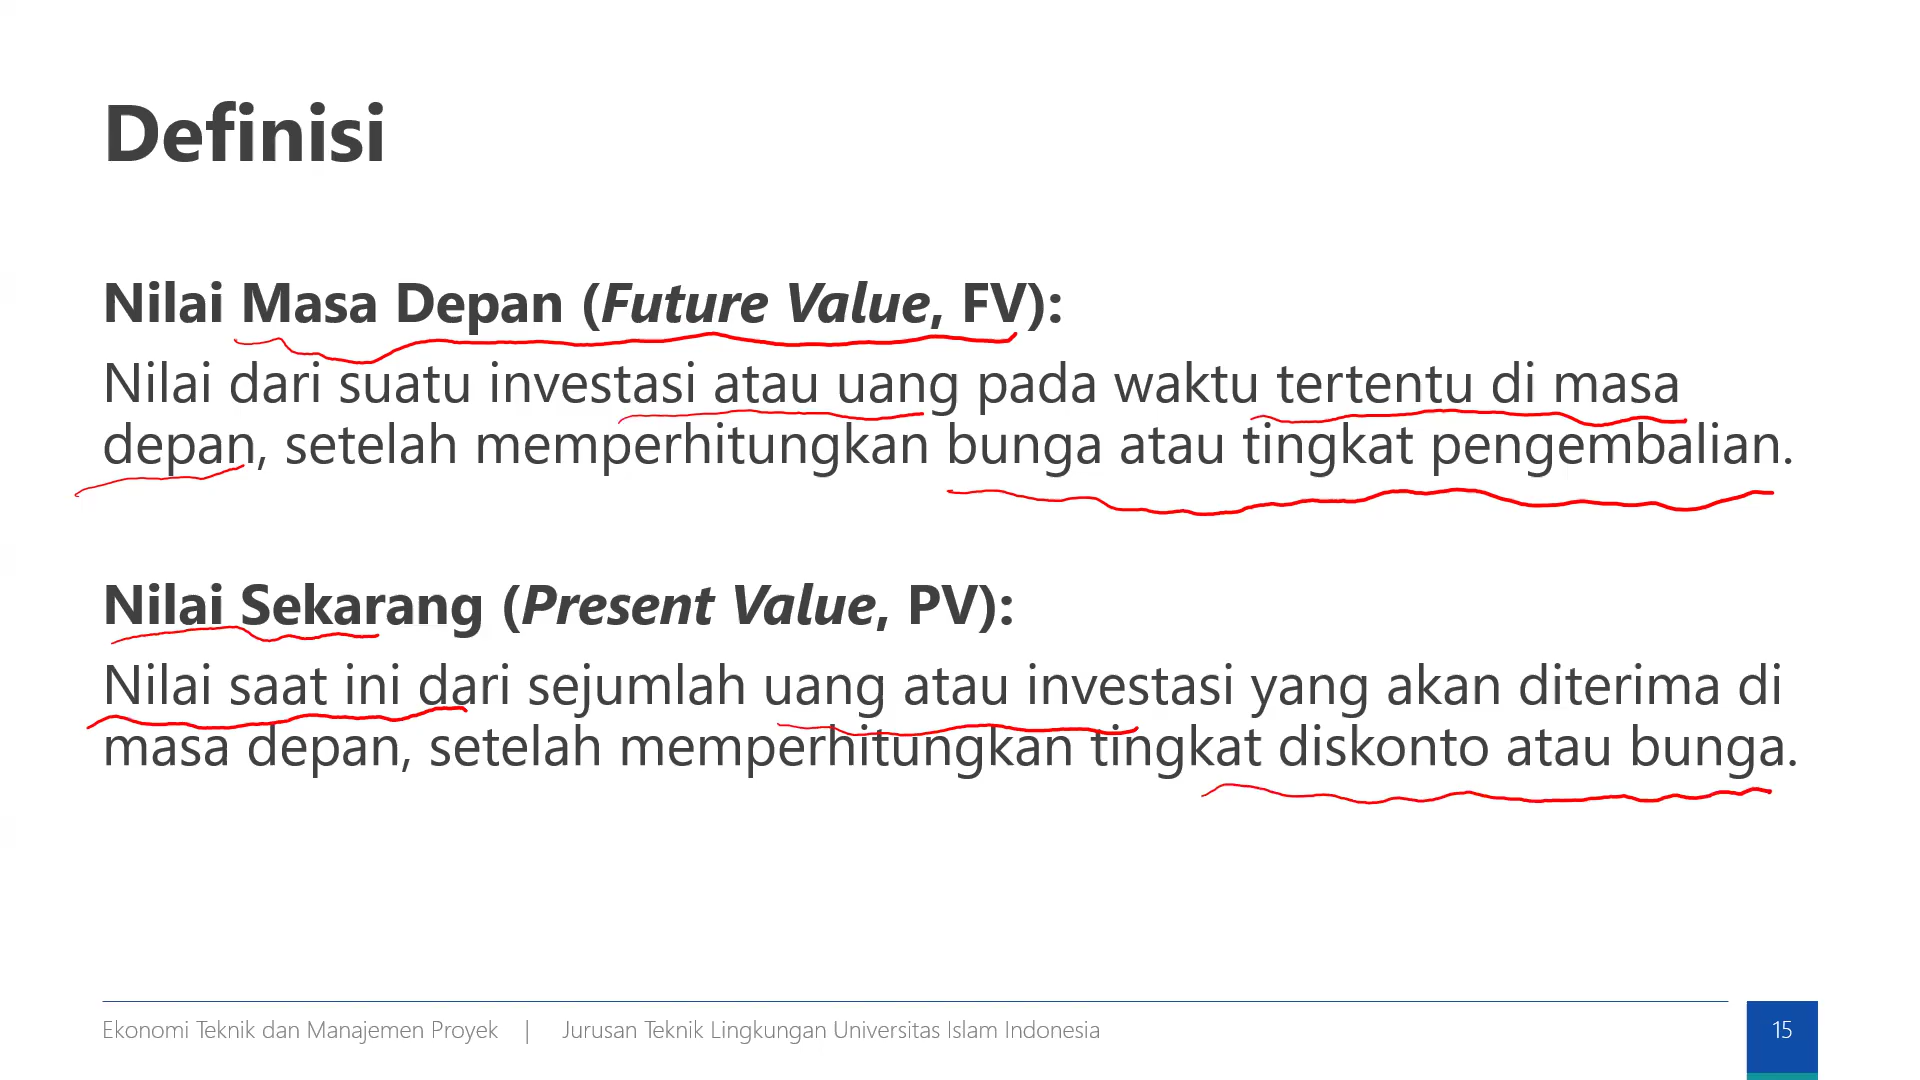 Definisi
Nilai Masa Depan (Future Value, FV):
Nilai dari suatu investasi atau uang pada waktu tertentu di masa
depan, setelah memperhitungkan bunga atau tingkat pengembalian.
Nilai Sekarang (Present Value, PV):
Nilai saat ini dari sejumlah uang atau investasi yang akan diterima di
masa depan, setelah memperhitungkan tingkat diskonto atau bunga.
Ekonomi Teknik dan Manajemen Proyek | Jurusan Teknik Lingkungan Universitas Islam Indonesia
15